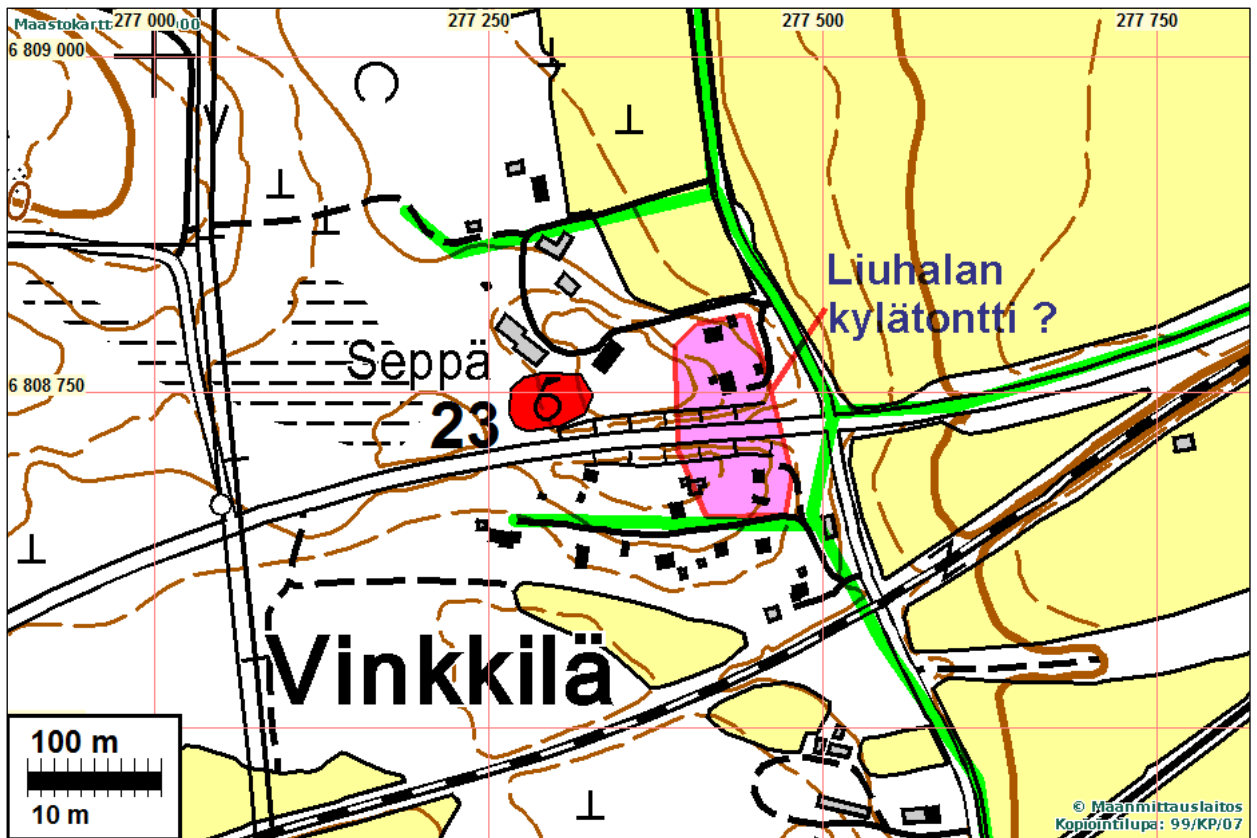 Maastokartt
00
277 000
277 250
277 500
277 750
6 809 000
Liuhalan
kylätontti ?
Seppä
6 808 750
23
Vinkkilä
100 m
10 m
© Maanmittauslaitos
Kopiointilupa: 99/KP/07